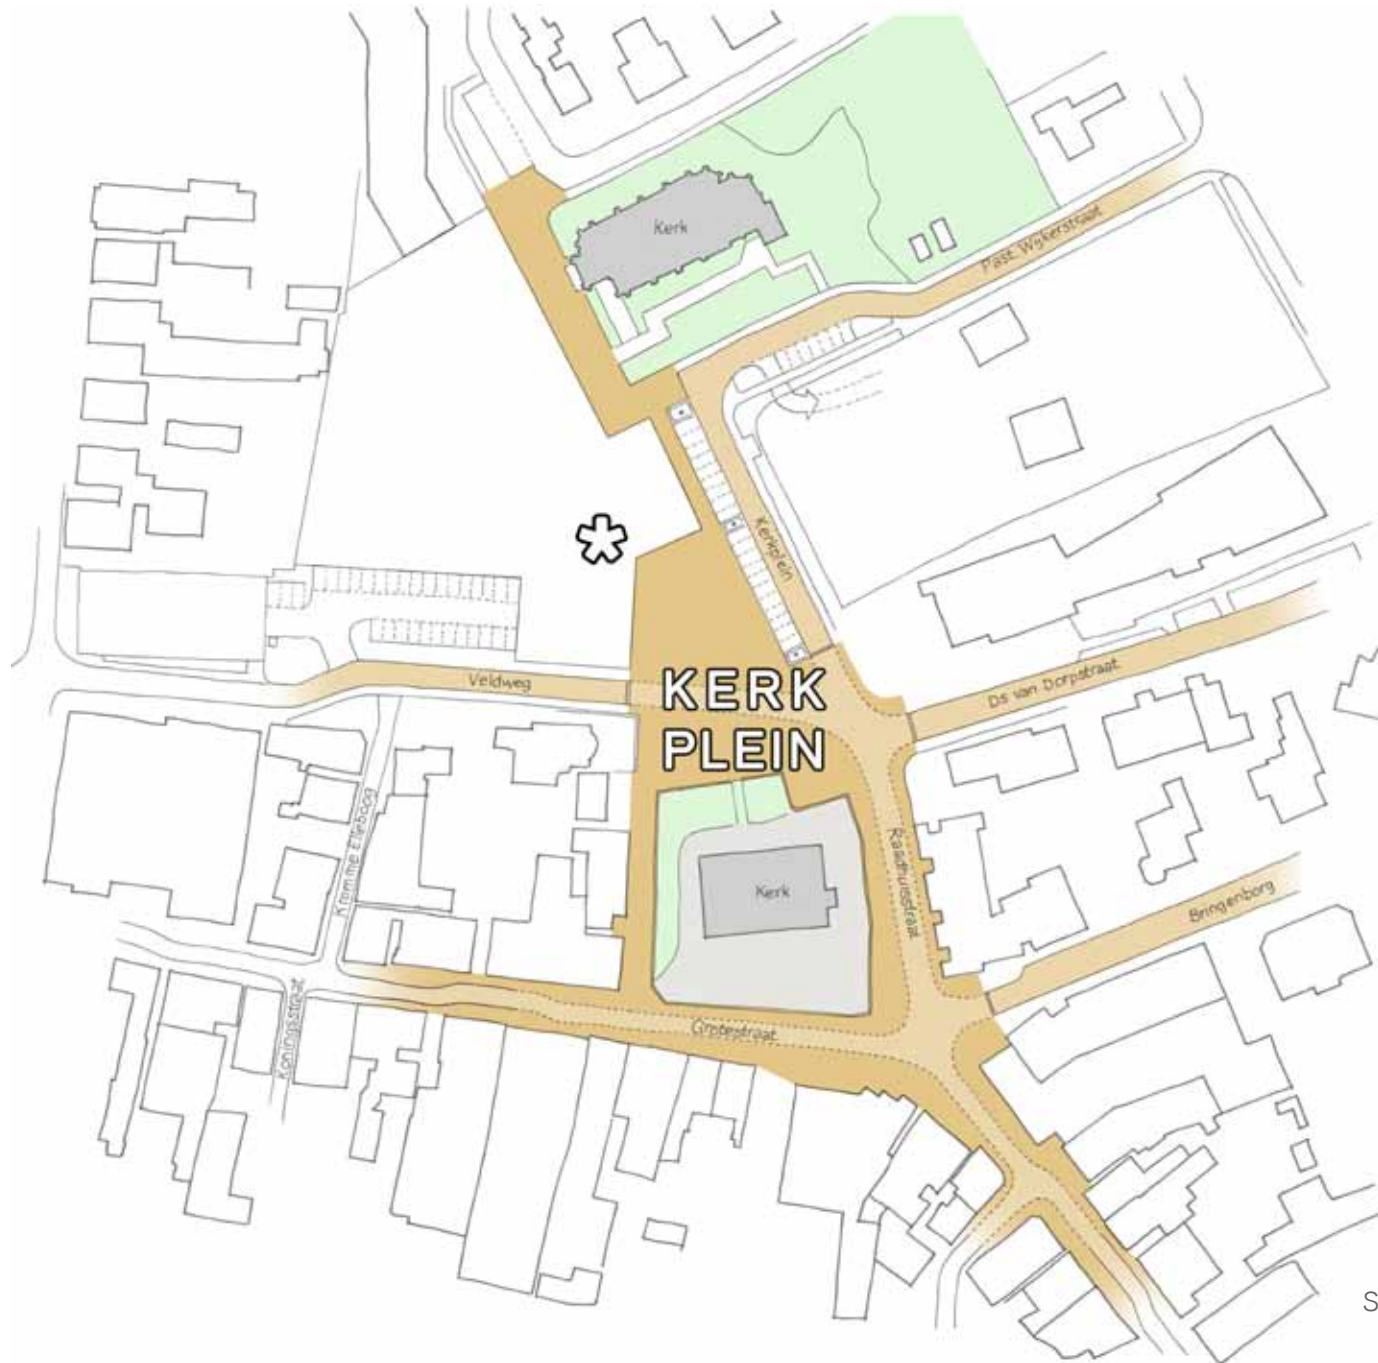 Kerk
Past. Wijkerstraat
Kerkplein
*
Veldweg
KERK
PLEIN
Ds van Dorpstraat
Kromme Elleboog
Raadhuisstraat
Kerk
Bringenborg
Koningsstraat
Grotestraat
S